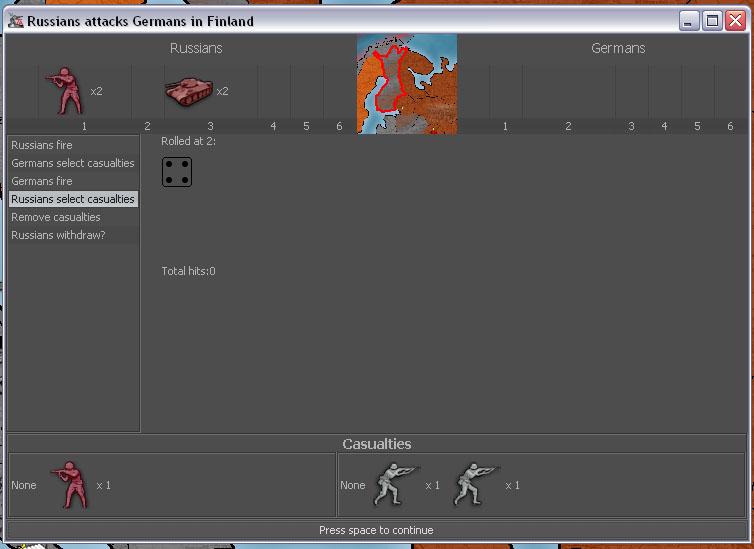 Russians attacks Germans in Finland
Russians
Germans
x2
x2
1 2 3 4 5 6
1 2 3 4 5 6
Russians fire
Germans select casualties
Germans fire
Russians select casualties
Remove casualties
Russians withdraw?
Rolled at 2:
Total hits:0
Casualties
None x 1
None x 1 x 1
Press space to continue